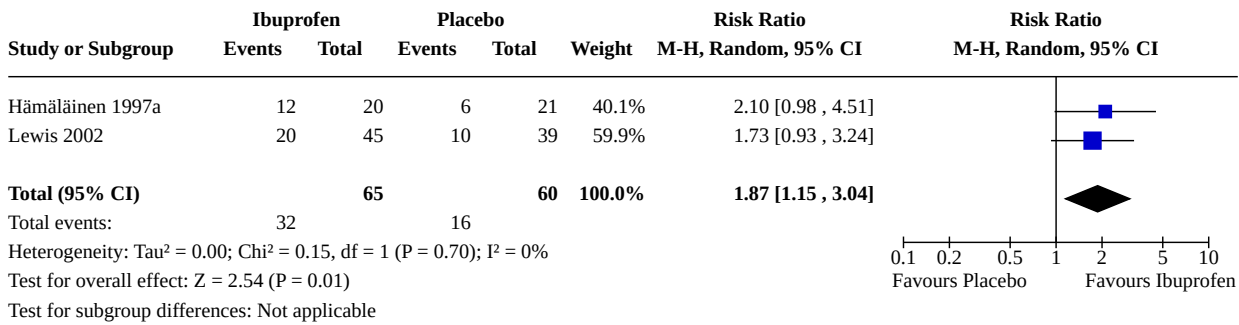 Ibuprofen Placebo Risk Ratio Risk Ratio
Study or Subgroup Events Total Events Total Weight M-H, Random, 95% CI M-H, Random, 95% CI
Hämäläinen 1997a 12 20 6 21 40.1% 2.10 [0.98 , 4.51]
Lewis 2002 20 45 10 39 59.9% 1.73 [0.93 , 3.24]
Total (95% CI) 65 60 100.0% 1.87 [1.15 , 3.04]
Total events: 32 16
Heterogeneity: Tau² = 0.00; Chi² = 0.15, df = 1 (P = 0.70); I² = 0%
0.1 0.2 0.5 1 2 5 10
Test for overall effect: Z = 2.54 (P = 0.01)
Favours Placebo Favours Ibuprofen
Test for subgroup differences: Not applicable